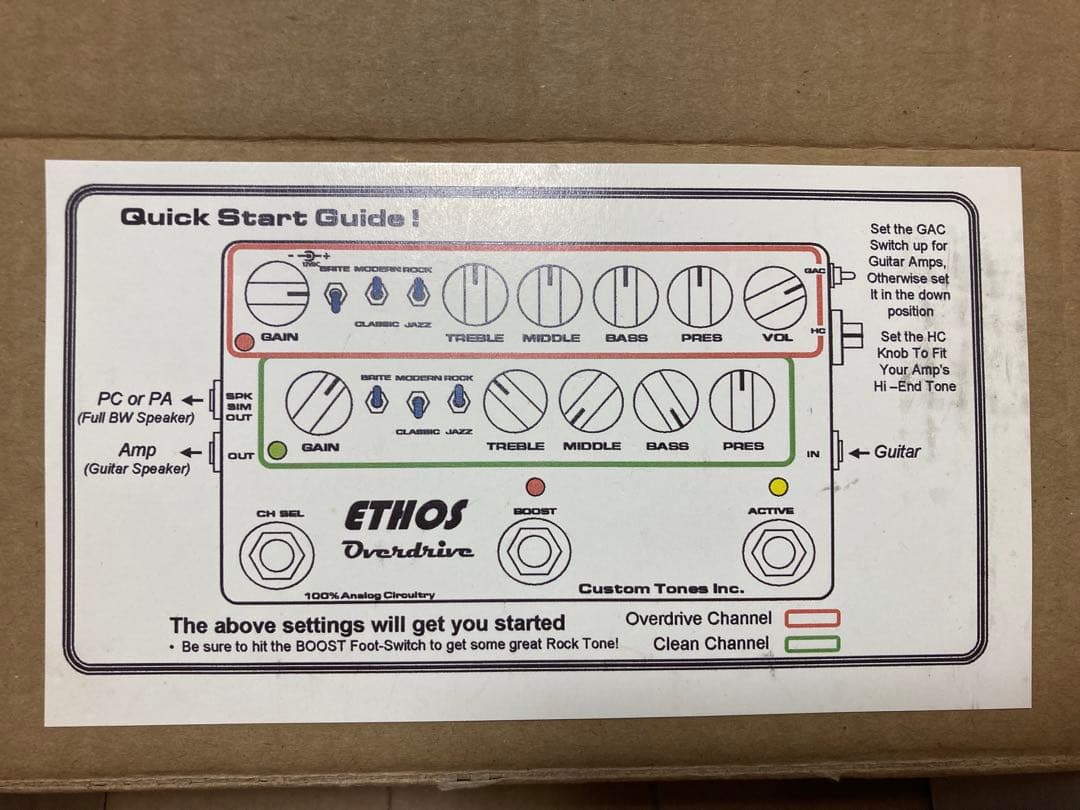 Quick Start Guide !
Set the GAC
Switch up for
Guitar Amps,
Otherwise set
It in the down
position
- +
12VDC
BRITE MODERN ROCK
GAC
CLASSIC JAZZ
GAIN
TREBLE MIDDLE BASS PRES VOL
HC
Set the HC
Knob To Fit
Your Amp's
Hi –End Tone
BRITE MODERN ROCK
PC or PA
(Full BW Speaker)
SPK
SIM
OUT
CLASSIC JAZZ
GAIN
TREBLE MIDDLE BASS PRES
Amp
(Guitar Speaker)
OUT
IN
Guitar
CH SEL
ETHOS
Overdrive
BOOST
ACTIVE
100% Analog Circuitry
Custom Tones Inc.
The above settings will get you started
• Be sure to hit the BOOST Foot-Switch to get some great Rock Tone!
Overdrive Channel
Clean Channel